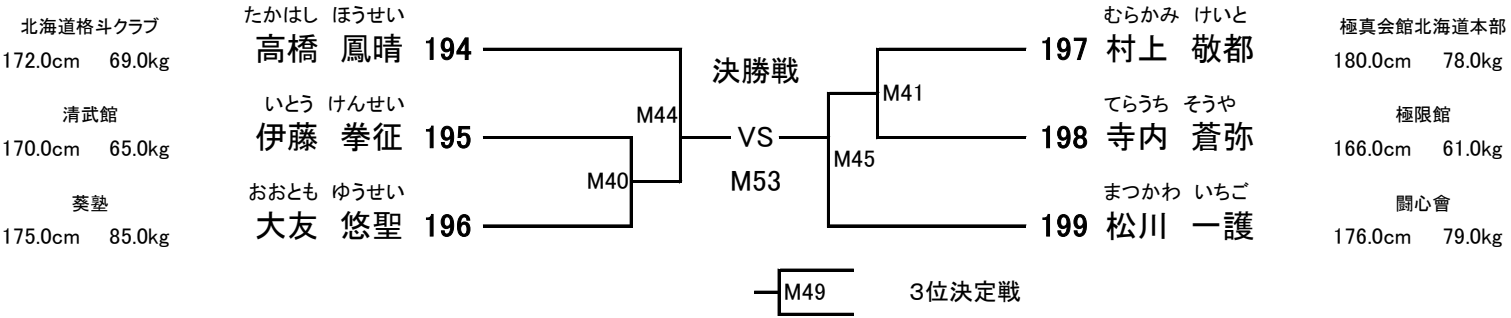 北海道格斗クラブ
172.0cm 69.0kg
たかはし ほうせい
高橋 鳳晴 194
清武館
170.0cm 65.0kg
いとう けんせい
伊藤 拳征 195
葵塾
175.0cm 85.0kg
おおとも ゆうせい
大友 悠聖 196
M40
M44
決勝戦
VS
M53
M41
M45
むらかみ けいと
197 村上 敬都
極真会館北海道本部
180.0cm 78.0kg
てらうち そうや
198 寺内 蒼弥
極限館
166.0cm 61.0kg
まつかわ いちご
199 松川 一護
闘心會
176.0cm 79.0kg
M49 3位決定戦